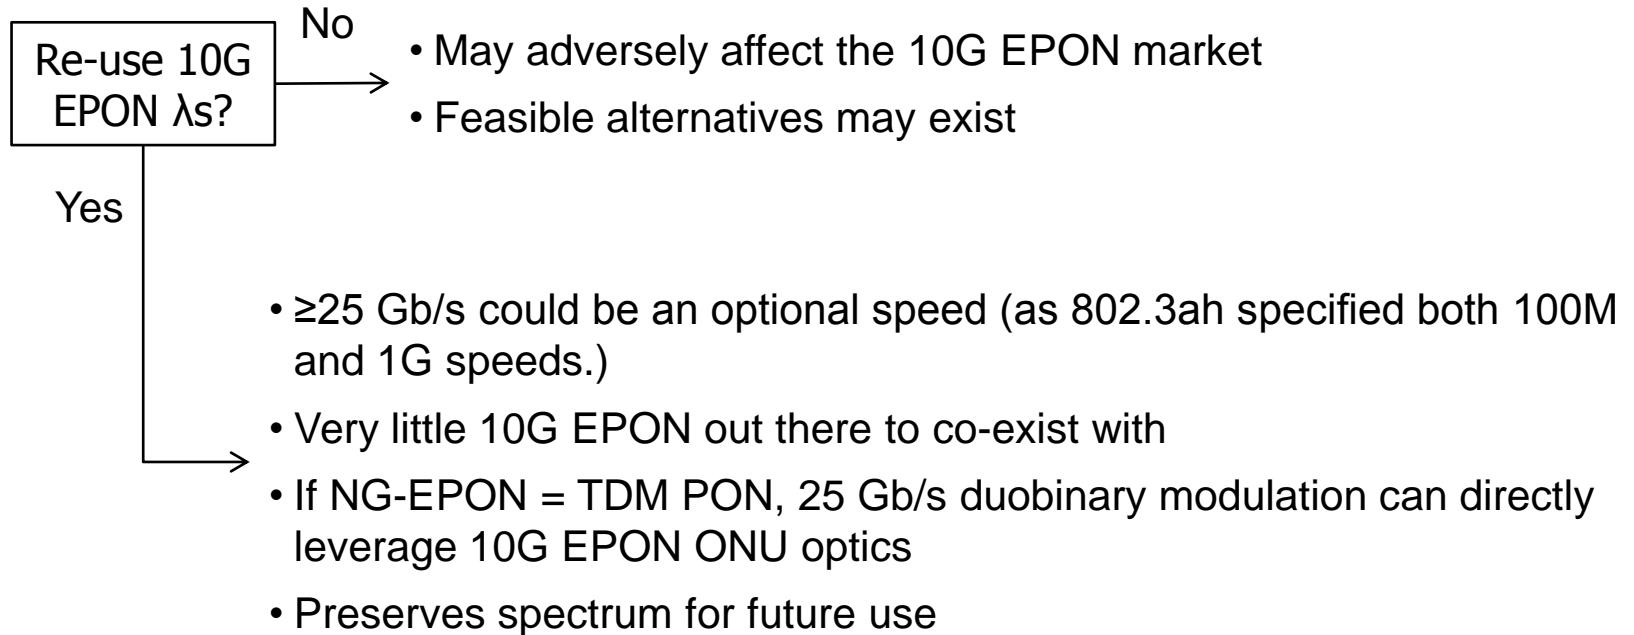 Re-use 10G
EPON λs?
No
• May adversely affect the 10G EPON market
• Feasible alternatives may exist
Yes
• ≥25 Gb/s could be an optional speed (as 802.3ah specified both 100M
and 1G speeds.)
• Very little 10G EPON out there to co-exist with
• If NG-EPON = TDM PON, 25 Gb/s duobinary modulation can directly
leverage 10G EPON ONU optics
• Preserves spectrum for future use